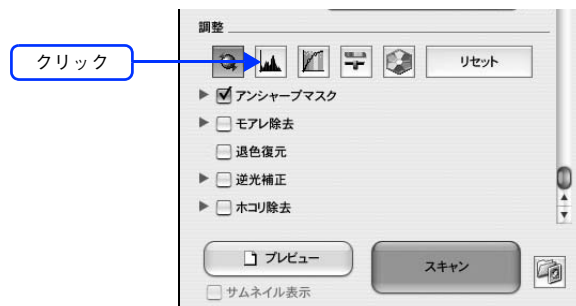 調整
クリック
リセット
アンシャープマスク
モアレ除去
退色復元
逆光補正
ホコリ除去
プレビュー
スキャン
サムネイル表示